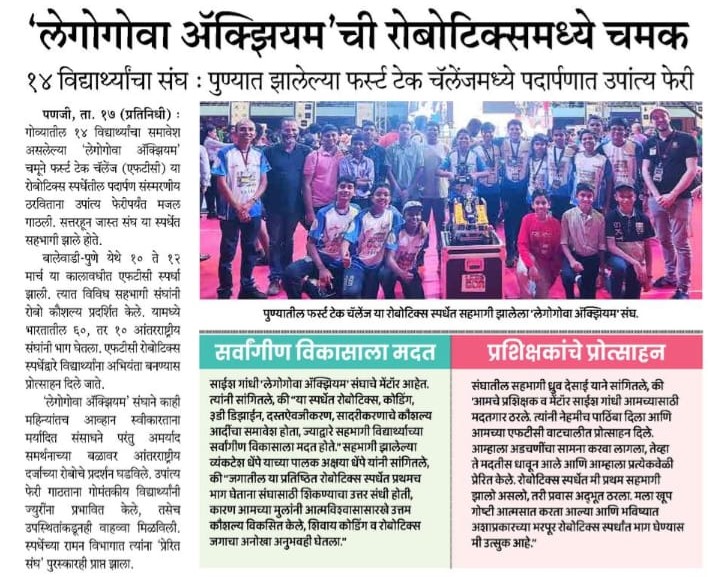 ‘लेगोगोवा ॲक्झियम’ची रोबोटिक्समध्ये चमक
१४ विद्यार्थ्यांचा संघ : पुण्यात झालेल्या फर्स्ट टेक चॅलेंजमध्ये पदार्पणात उपांत्य फेरी
पणजी, ता. १७ (प्रतिनिधी) :
गोव्यातील १४ विद्यार्थ्यांचा समावेश
असलेल्या ‘लेगोगोवा ॲक्झियम’
चमूने फर्स्ट टेक चॅलेंज (एफटीसी) या
रोबोटिक्स स्पर्धेतील पदार्पण संस्मरणीय
ठरविताना उपांत्य फेरीपर्यंत मजल
गाठली. सत्तरहून जास्त संघ या स्पर्धेत
सहभागी झाले होते.
बालेवाडी-पुणे येथे १० ते १२
मार्च या कालावधीत एफटीसी स्पर्धा
झाली. त्यात विविध सहभागी संघांनी
रोवो कौशल्य प्रदर्शित केले. यामध्ये
भारतातील ६०, तर १० आंतरराष्ट्रीय
संघांनी भाग घेतला. एफटीसी रोबोटिक्स
स्पर्धेद्वारे विद्यार्थ्यांना अभियंता बनण्यास
प्रोत्साहन दिले जाते.
‘लेगोगोवा ॲक्झियम’ संघाने काही
महिन्यांतच आव्हान स्वीकारताना
मर्यादित संसाधने परंतु अमर्याद
समर्थनाच्या बळावर आंतरराष्ट्रीय
दर्जाच्या रोबोचे प्रदर्शन घडविले. उपांत्य
फेरी गाठताना गोमंतकीय विद्यार्थ्यांनी
ज्युरींना प्रभावित केले, तसेच
उपस्थितांकडूनही वाहव्वा मिळविली.
स्पर्धेच्या रामन विभागात त्यांना ‘प्रेरित
संघ’ पुरस्कारही प्राप्त झाला.
पुण्यातील फर्स्ट टेक चॅलेंज या रोबोटिक्स स्पर्धेत सहभागी झालेला ‘लेगोगोवा ॲक्झियम’ संघ.
सर्वांगीण विकासाला मदत
साईश गांधी ‘लेगोगोवा ॲक्झियम’ संघाचे मेंटॉर आहेत.
त्यांनी सांगितले, की “या स्पर्धेत रोबोटिक्स, कोडिंग,
३डी डिझाईन, दस्तऐवजीकरण, सादरीकरणाचे कौशल्य
आदींचा समावेश होता, ज्याद्वारे सहभागी विद्यार्थ्यांच्या
सर्वांगीण विकासाला मदत होते.” सहभागी झालेल्या
व्यंकटेश धेंपे याच्या पालक अक्षया धेंपे यांनी सांगितले,
की “जगातील या प्रतिष्ठित रोबोटिक्स स्पर्धेत प्रथमच
भाग घेताना संघासाठी शिकण्याचा उत्तर संधी होती,
कारण आमच्या मुलांनी आत्मविश्वासासारखे उत्तम
कौशल्य विकसित केले, शिवाय कोडिंग व रोबोटिक्स
जगाचा अनोखा अनुभवही घेतला.”
प्रशिक्षकांचे प्रोत्साहन
संघातील सहभागी ध्रुव देसाई याने सांगितले, की
‘आमचे प्रशिक्षक व मेंटॉर साईश गांधी आमच्यासाठी
मदतगार ठरले. त्यांनी नेहमीच पाठिंबा दिला आणि
आमच्या एफटीसी वाटचालीत प्रोत्साहन दिले.
आम्हाला अडचणींचा सामना करवा लागला, तेव्हा
ते मदतीस धावून आले आणि आम्हाला प्रत्येकवेळी
प्रेरित केले. रोबोटिक्स स्पर्धेत मी प्रथम सहभागी
झालो असलो, तरी प्रवास अद्‍भूत ठरला. मला खूप
गोष्टी आत्मसात करता आल्या आणि भविष्यात
अशाप्रकारच्या भरपूर रोबोटिक्स स्पर्धांत भाग घेण्यास
मी उत्सुक आहे.”